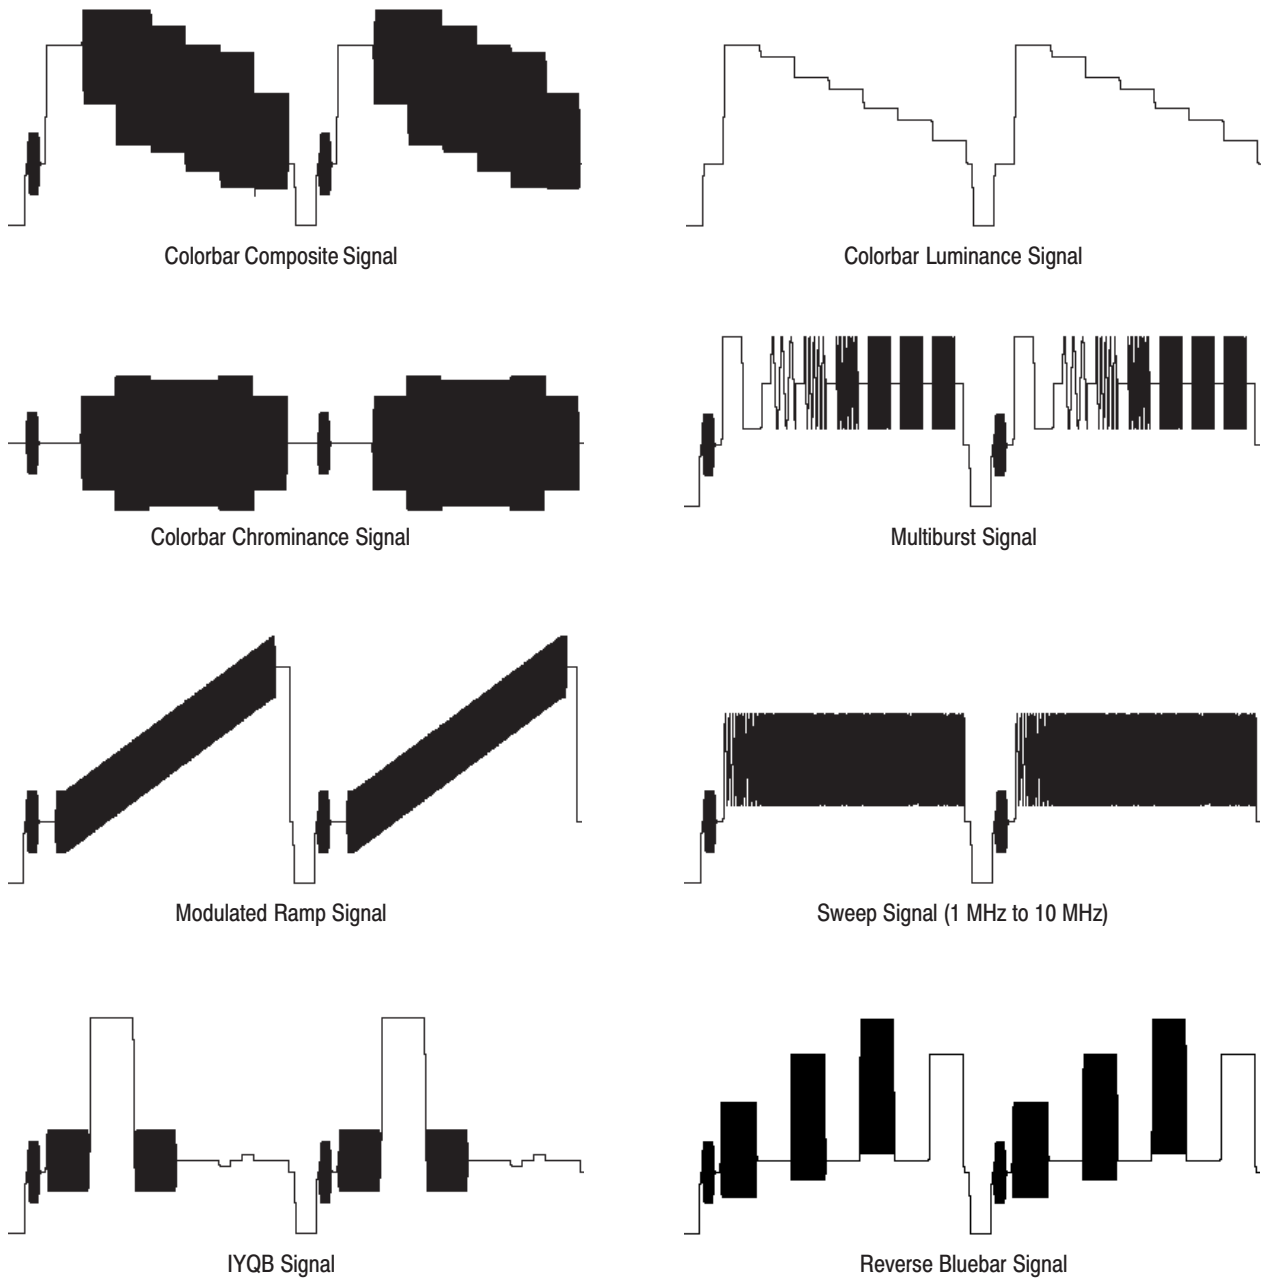 Colorbar Composite Signal
Colorbar Luminance Signal
Colorbar Chrominance Signal
Multiburst Signal
Modulated Ramp Signal
Sweep Signal (1 MHz to 10 MHz)
IYQB Signal
Reverse Bluebar Signal